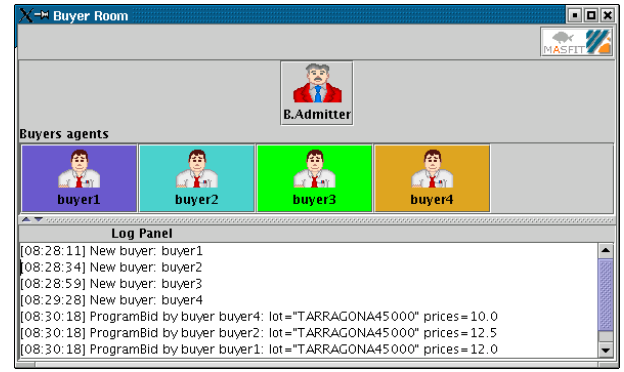 Buyer Room
MASFIT
B.Admitter
Buyers agents
buyer1 buyer2 buyer3 buyer4
Log Panel
[08:28:11] New buyer: buyer1
[08:28:34] New buyer: buyer2
[08:28:59] New buyer: buyer3
[08:29:28] New buyer: buyer4
[08:30:18] ProgramBid by buyer buyer4: lot="TARRAGONA45000" prices=10.0
[08:30:18] ProgramBid by buyer buyer2: lot="TARRAGONA45000" prices=12.5
[08:30:18] ProgramBid by buyer buyer1: lot="TARRAGONA45000" prices=12.0